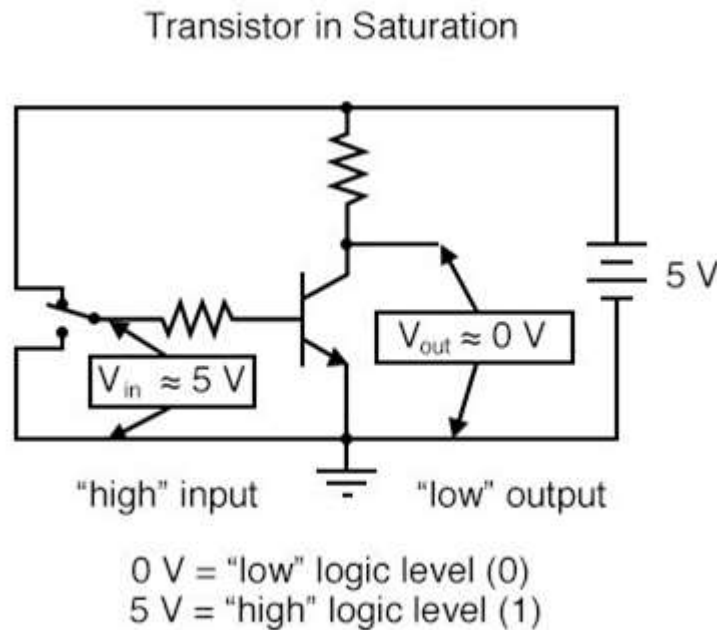 Transistor in Saturation
5 V
V_in ≈ 5 V
V_out ≈ 0 V
“high” input
“low” output
0 V = “low” logic level (0)
5 V = “high” logic level (1)